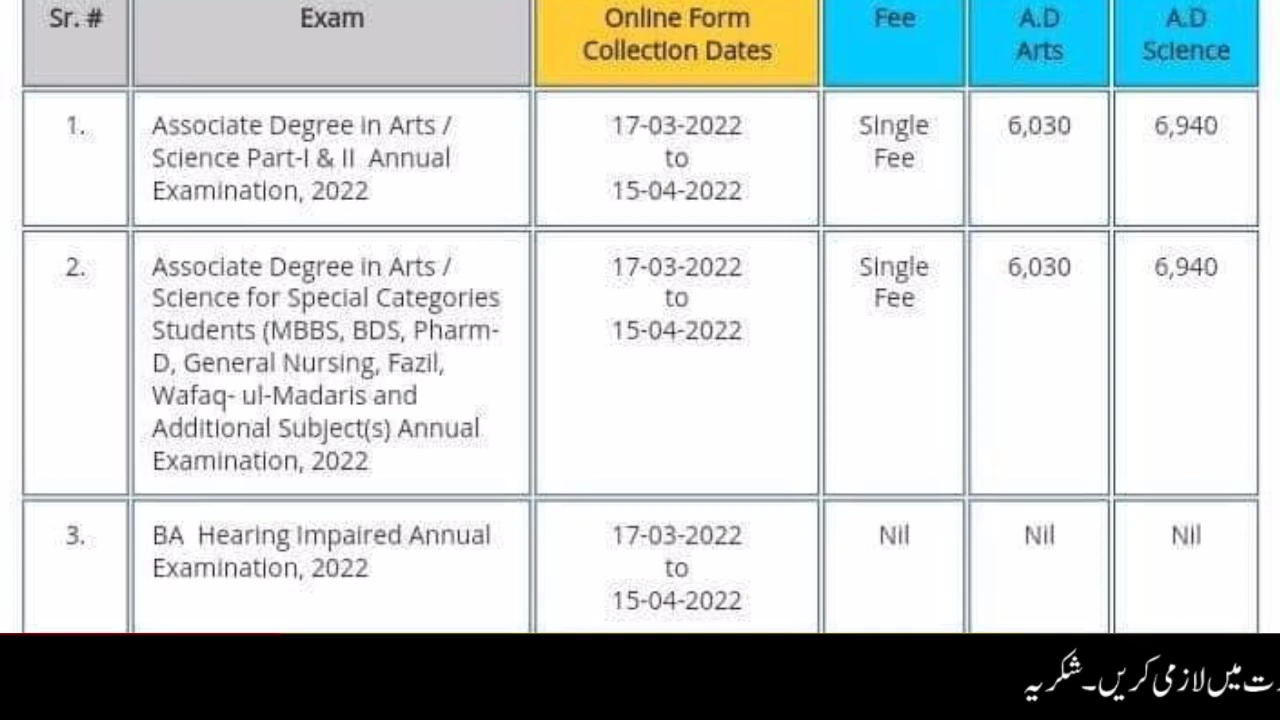 Sr. #
Exam
Online Form
Collection Dates
Fee
A.D
Arts
A.D
Science
1.
Associate Degree in Arts /
Science Part-I & II Annual
Examination, 2022
17-03-2022
to
15-04-2022
Single
Fee
6,030
6,940
2.
Associate Degree in Arts /
Science for Special Categories
Students (MBBS, BDS, Pharm-
D, General Nursing, Fazil,
Wafaq- ul-Madaris and
Additional Subject(s) Annual
Examination, 2022
17-03-2022
to
15-04-2022
Single
Fee
6,030
6,940
3.
BA Hearing Impaired Annual
Examination, 2022
17-03-2022
to
15-04-2022
Nil
Nil
Nil
میں لازمی کریں۔ شکریہ